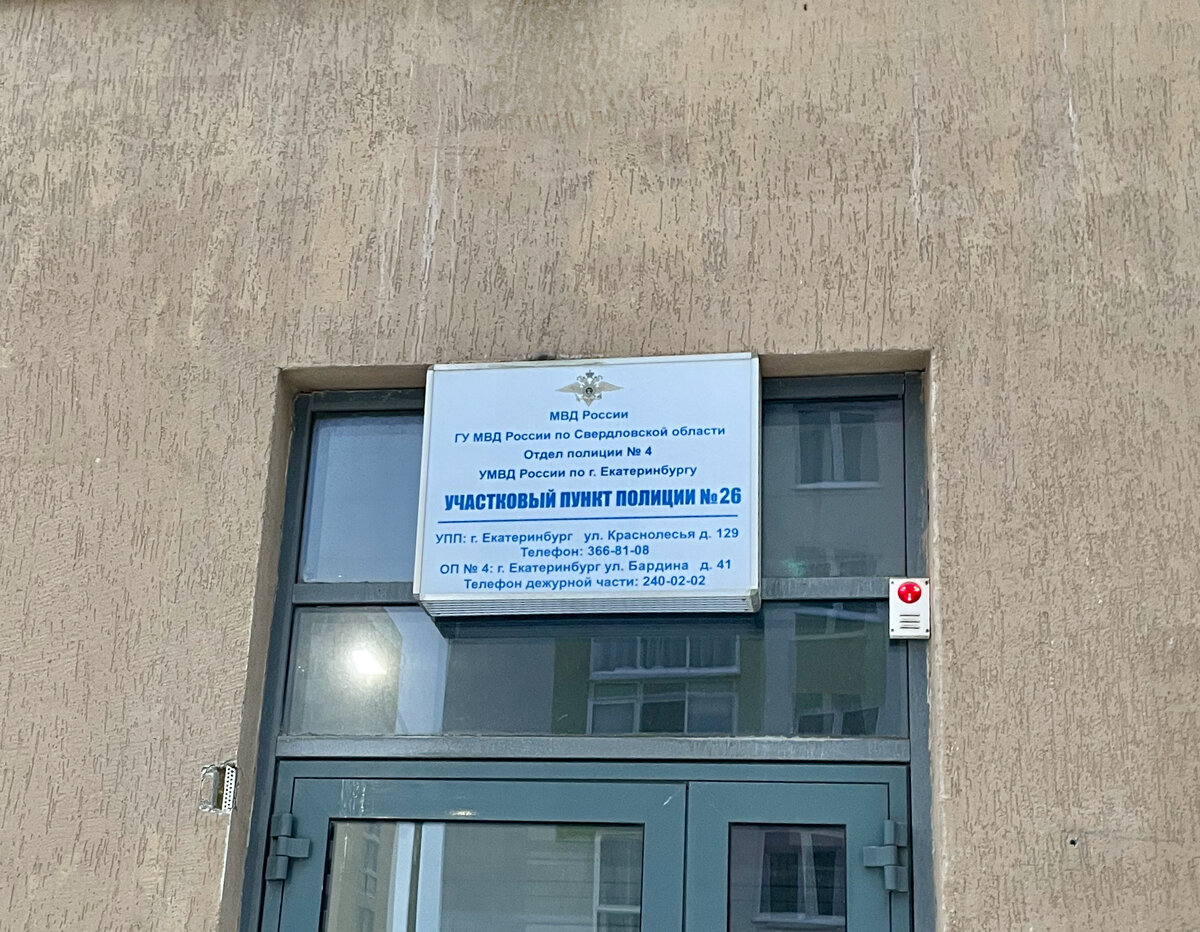 МВД России
ГУ МВД России по Свердловской области
Отдел полиции № 4
УМВД России по г. Екатеринбургу
УЧАСТКОВЫЙ ПУНКТ ПОЛИЦИИ №26
УПП: г. Екатеринбург ул. Краснолесья д. 129
Телефон: 366-81-08
ОП № 4: г. Екатеринбург ул. Бардина д. 41
Телефон дежурной части: 240-02-02